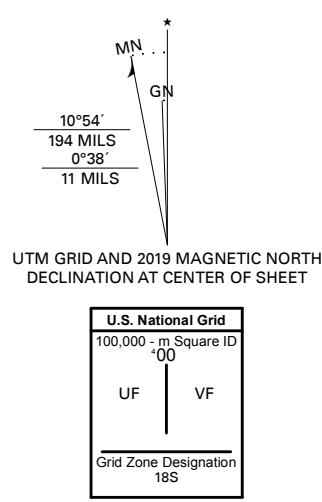 MN
GN
10°54´
194 MILS
0°38´
11 MILS
UTM GRID AND 2019 MAGNETIC NORTH
DECLINATION AT CENTER OF SHEET
U.S. National Grid
100,000 - m Square ID
⁴00
UF VF
Grid Zone Designation
18S